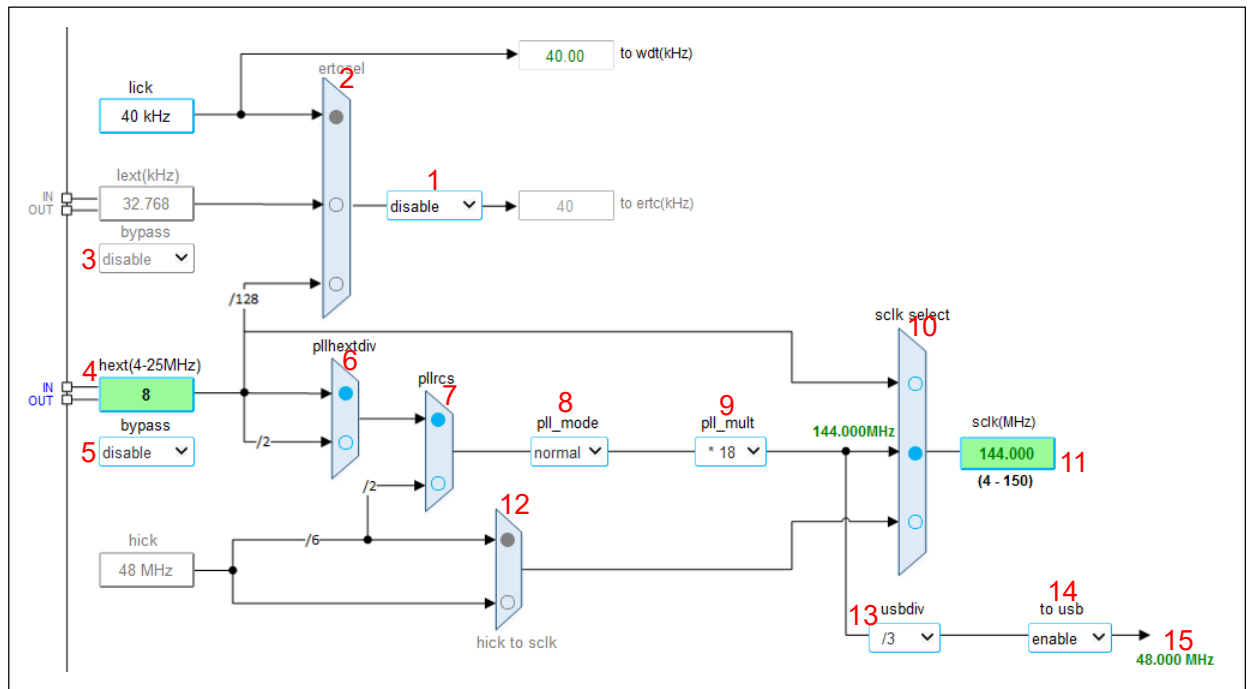 40.00 to wdt(kHz)
ertcsel
2
lick
40 kHz
lext(kHz)
IN
OUT
32.768
1
disable
40 to ertc(kHz)
bypass
3 disable
/128
sclk select
10
4 hext(4-25MHz)
IN
OUT
8
pllhextdiv
6
pllrcs
7
8
pll_mode
normal
9
pll_mult
* 18
144.000MHz
sclk(MHz)
144.000
11
(4 - 150)
bypass
5 disable
/2
/2
12
hick
48 MHz
/6
hick to sclk
13 usbdiv
/3
14
to usb
enable
15
48.000 MHz